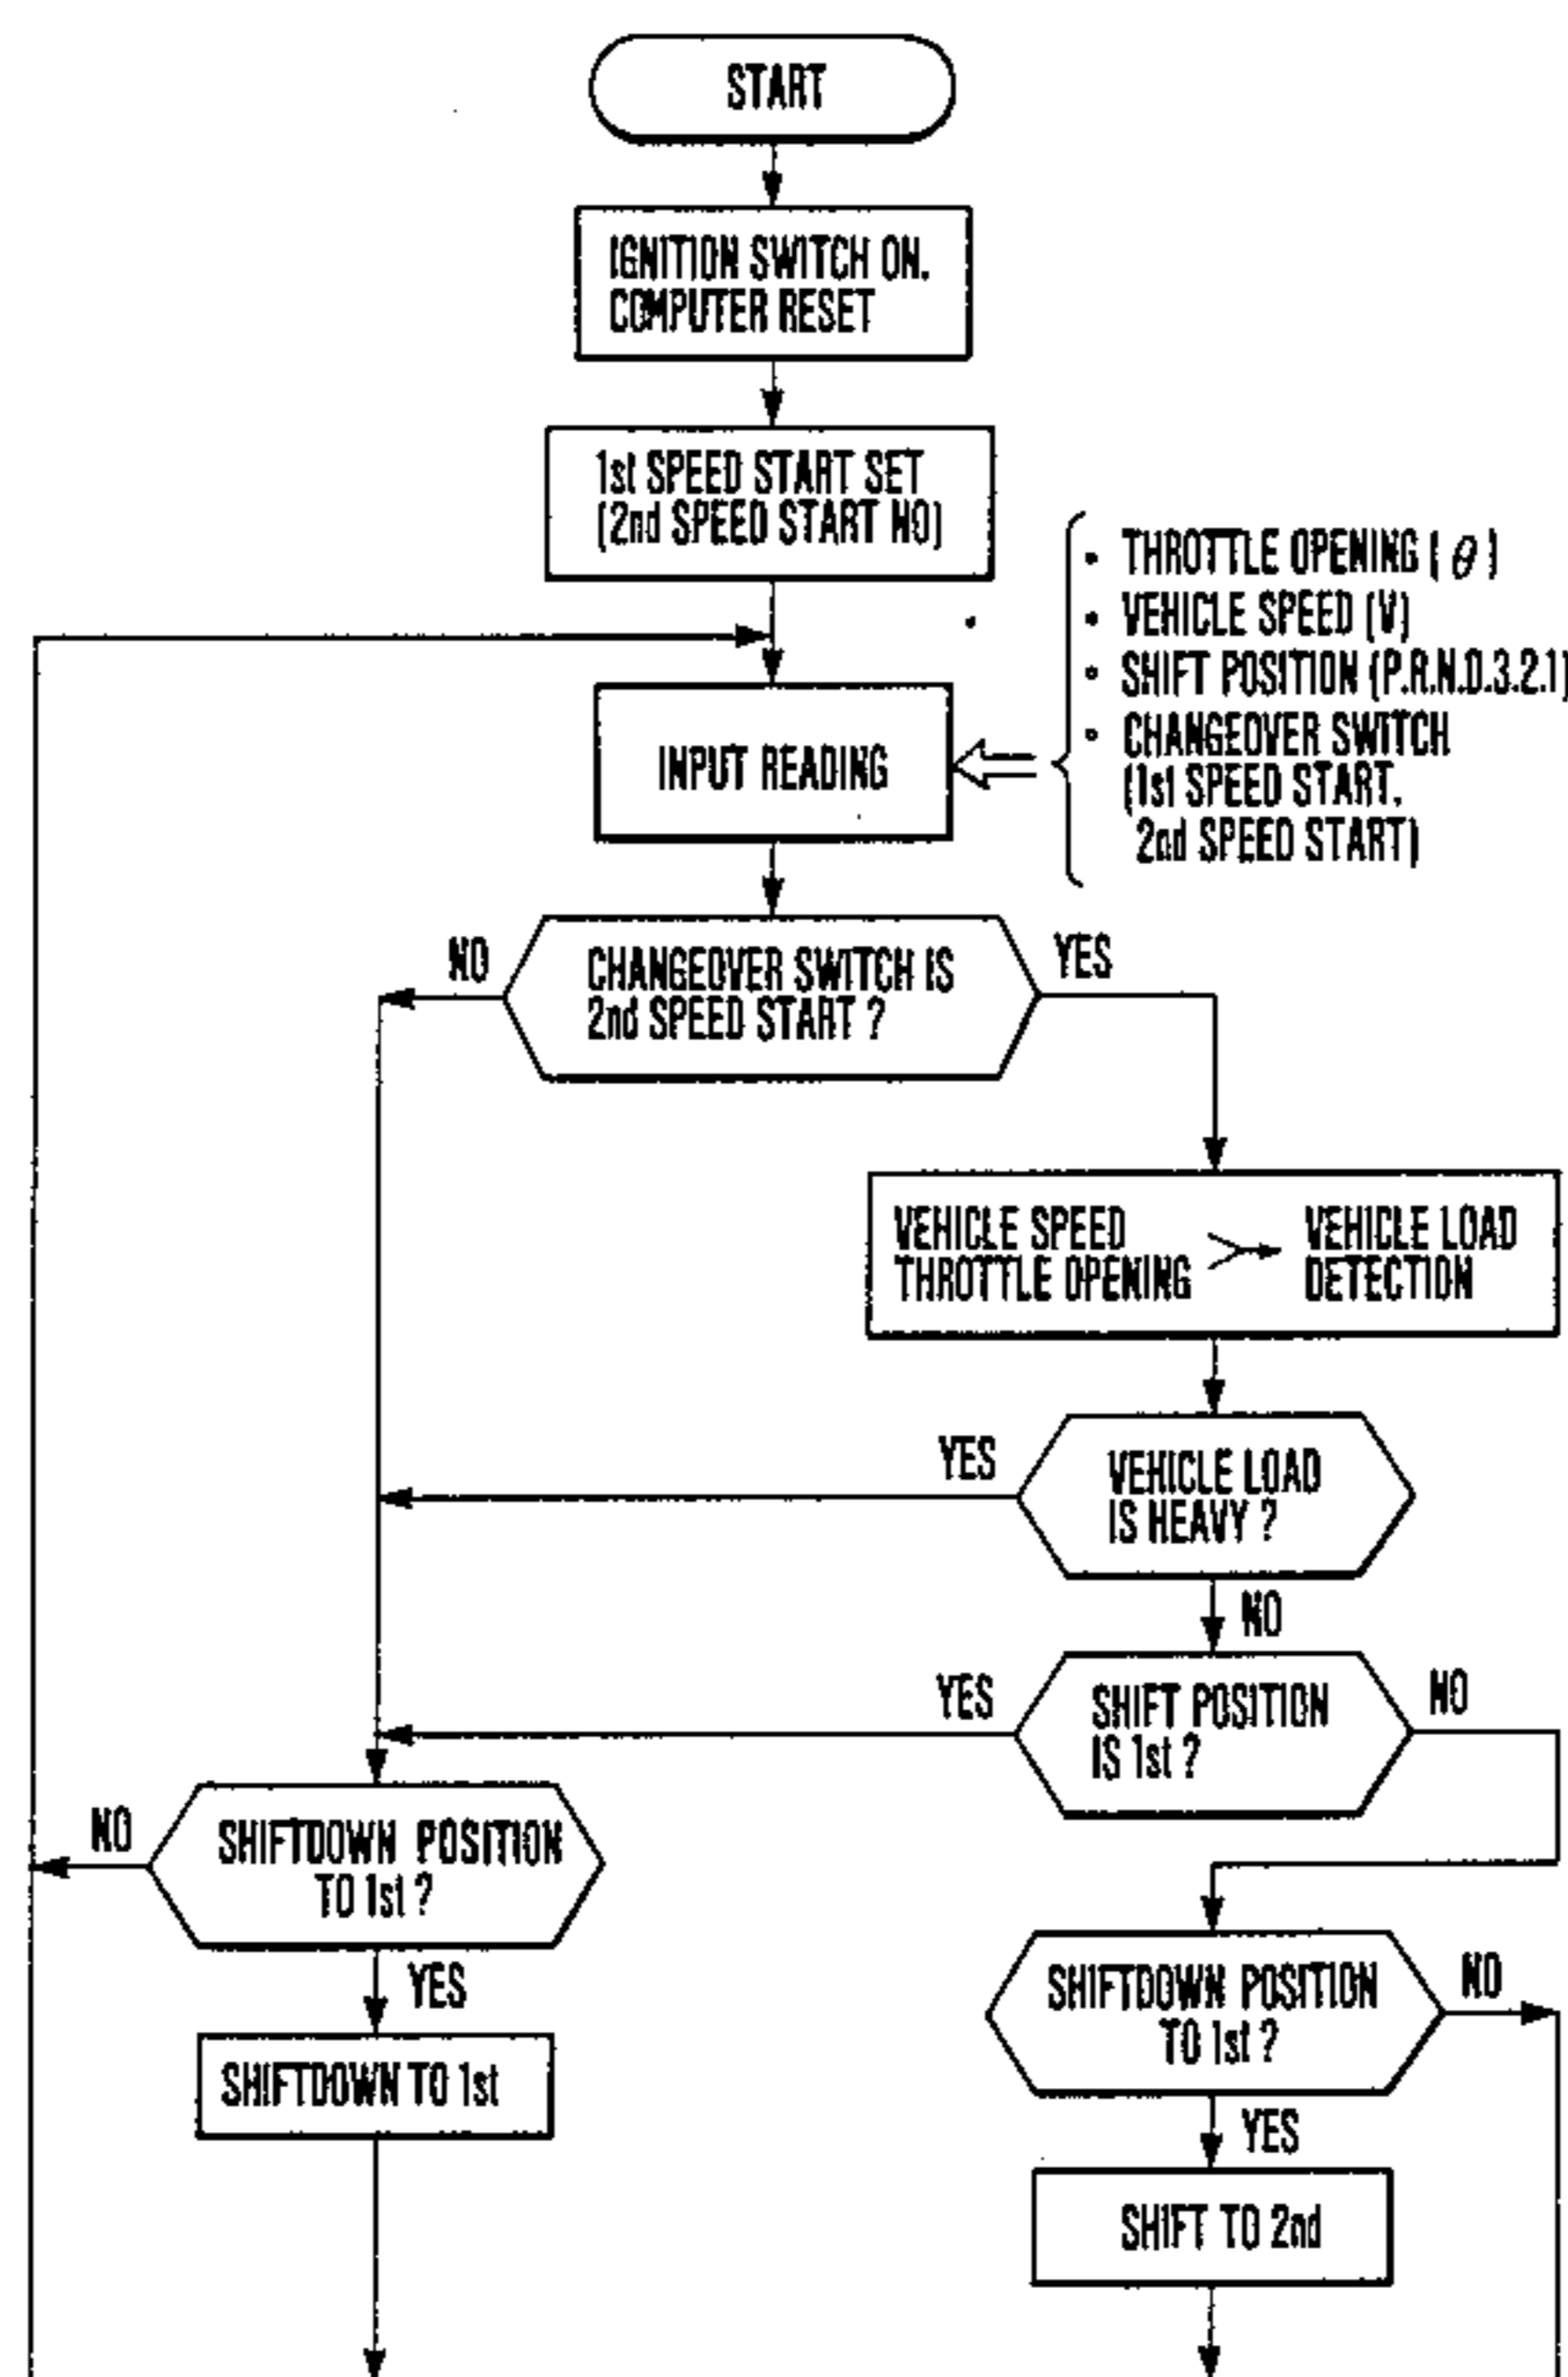 START
IGNITION SWITCH ON.
COMPUTER RESET
1st SPEED START SET
(2nd SPEED START NO)
• THROTTLE OPENING (θ)
• VEHICLE SPEED (V)
• SHIFT POSITION (P.R.N.D.3.2.1)
• CHANGEOVER SWITCH
(1st SPEED START,
2nd SPEED START)
INPUT READING
NO
CHANGEOVER SWITCH IS
2nd SPEED START ?
YES
VEHICLE SPEED
THROTTLE OPENING
VEHICLE LOAD
DETECTION
YES
VEHICLE LOAD
IS HEAVY ?
NO
YES
SHIFT POSITION
IS 1st ?
NO
NO
SHIFTDOWN POSITION
TO 1st ?
YES
SHIFTDOWN TO 1st
SHIFTDOWN POSITION
TO 1st ?
NO
YES
SHIFT TO 2nd